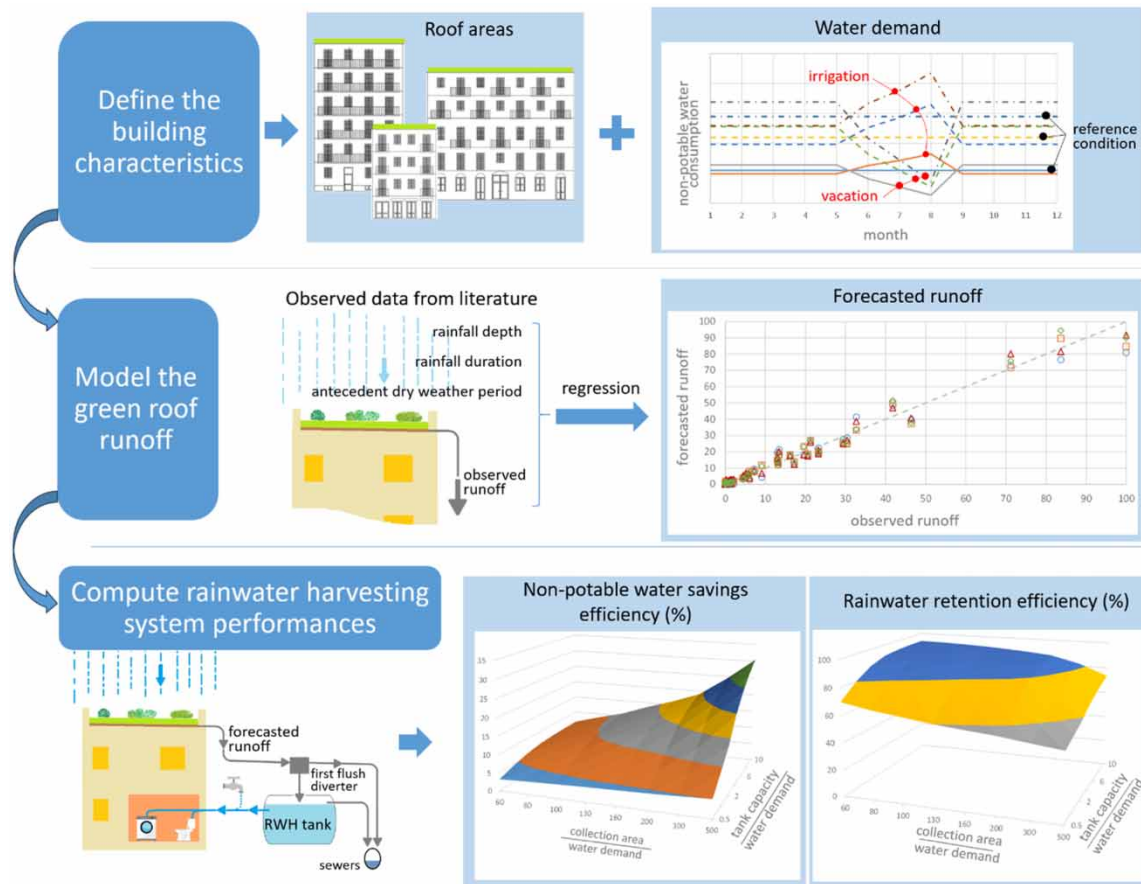 Define the
building
characteristics
Roof areas
Water demand
non-potable water
consumption
irrigation
vacation
reference
condition
1 2 3 4 5 6 7 8 9 10 11 12
month
Model the
green roof
runoff
Observed data from literature
rainfall depth
rainfall duration
antecedent dry weather period
observed
runoff
regression
Forecasted runoff
forecasted runoff
100
90
80
70
60
50
40
30
20
10
0
0 10 20 30 40 50 60 70 80 90 100
observed runoff
Compute rainwater harvesting
system performances
forecasted
runoff
first flush
diverter
RWH tank
sewers
Non-potable water savings
efficiency (%)
35
30
25
20
15
10
5
0
60 80 100 130 160 200 300 500
collection area
water demand
0.5 2 6 10
tank capacity
water demand
Rainwater retention efficiency (%)
100
80
60
40
20
0
60 80 100 130 160 200 300 500
collection area
water demand
0.5 2 6 10
tank capacity
water demand